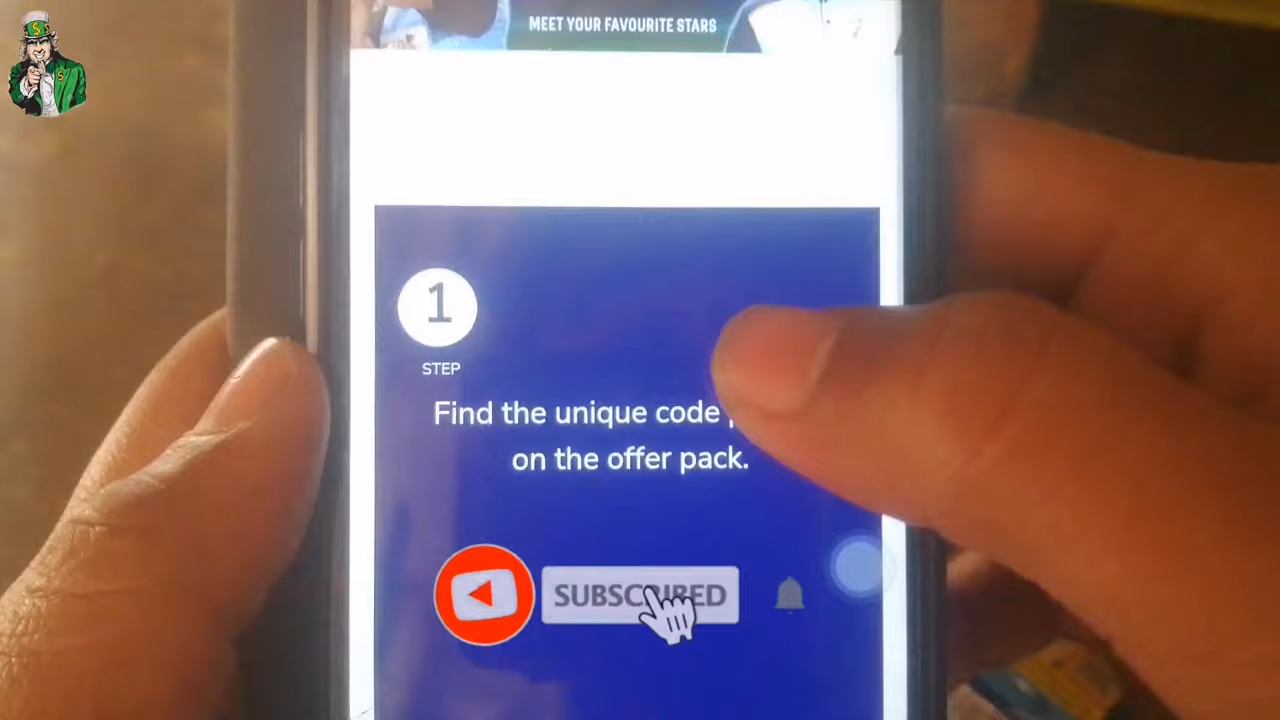 MEET YOUR FAVOURITE STARS
1
STEP
Find the unique code
on the offer pack.
SUBSCRIBED